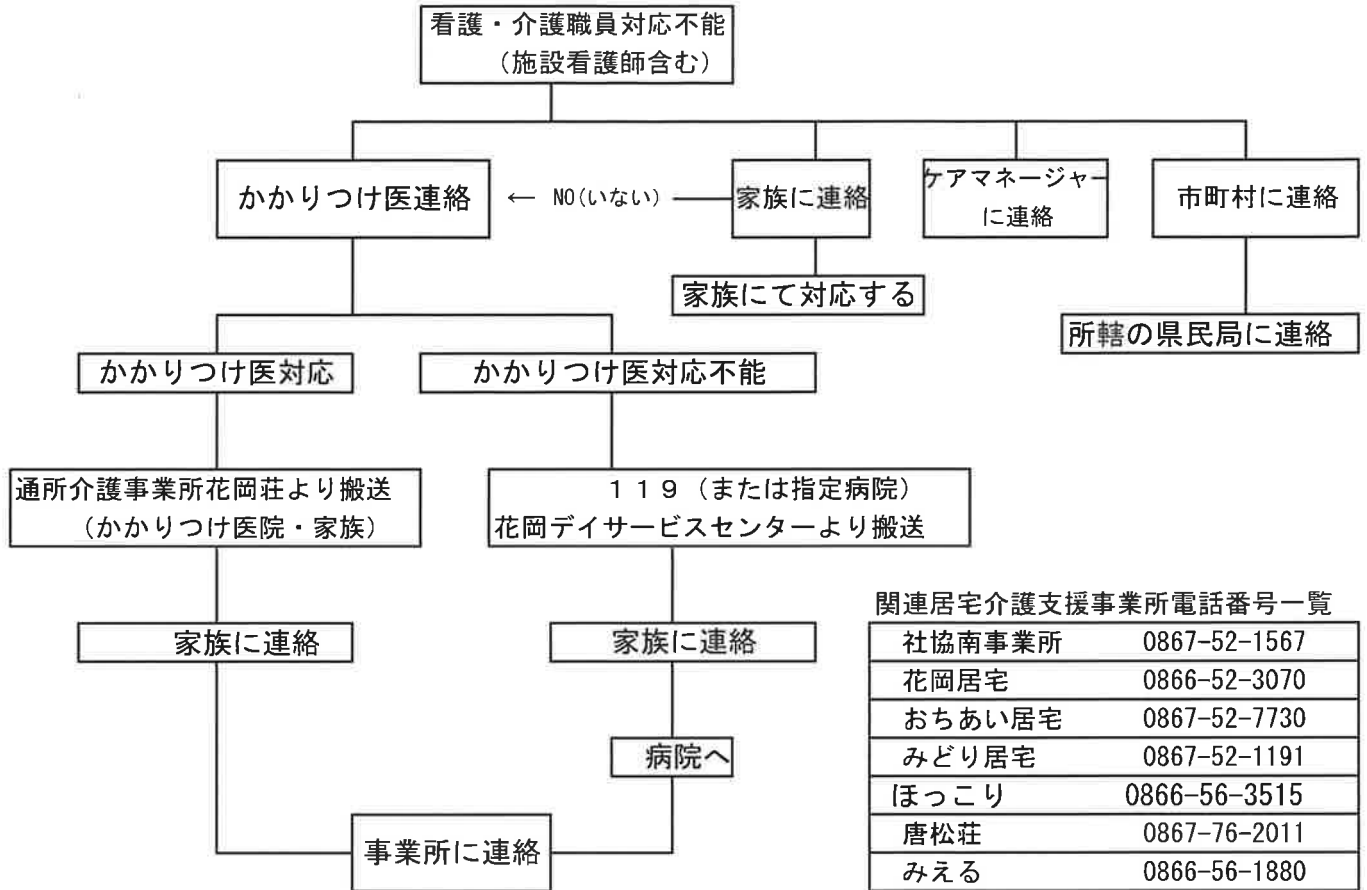 看護・介護職員対応不能
(施設看護師含む)
かかりつけ医連絡
← NO(いない)
家族に連絡
ケアマネージャー
に連絡
市町村に連絡
家族にて対応する
所轄の県民局に連絡
かかりつけ医対応
かかりつけ医対応不能
通所介護事業所花岡荘より搬送
(かかりつけ医院・家族)
119(または指定病院)
花岡デイサービスセンターより搬送
家族に連絡
家族に連絡
病院へ
事業所に連絡
関連居宅介護支援事業所電話番号一覧
社協南事業所 0867-52-1567
花岡居宅 0866-52-3070
おちあい居宅 0867-52-7730
みどり居宅 0867-52-1191
ほっこり 0866-56-3515
唐松荘 0867-76-2011
みえる 0866-56-1880